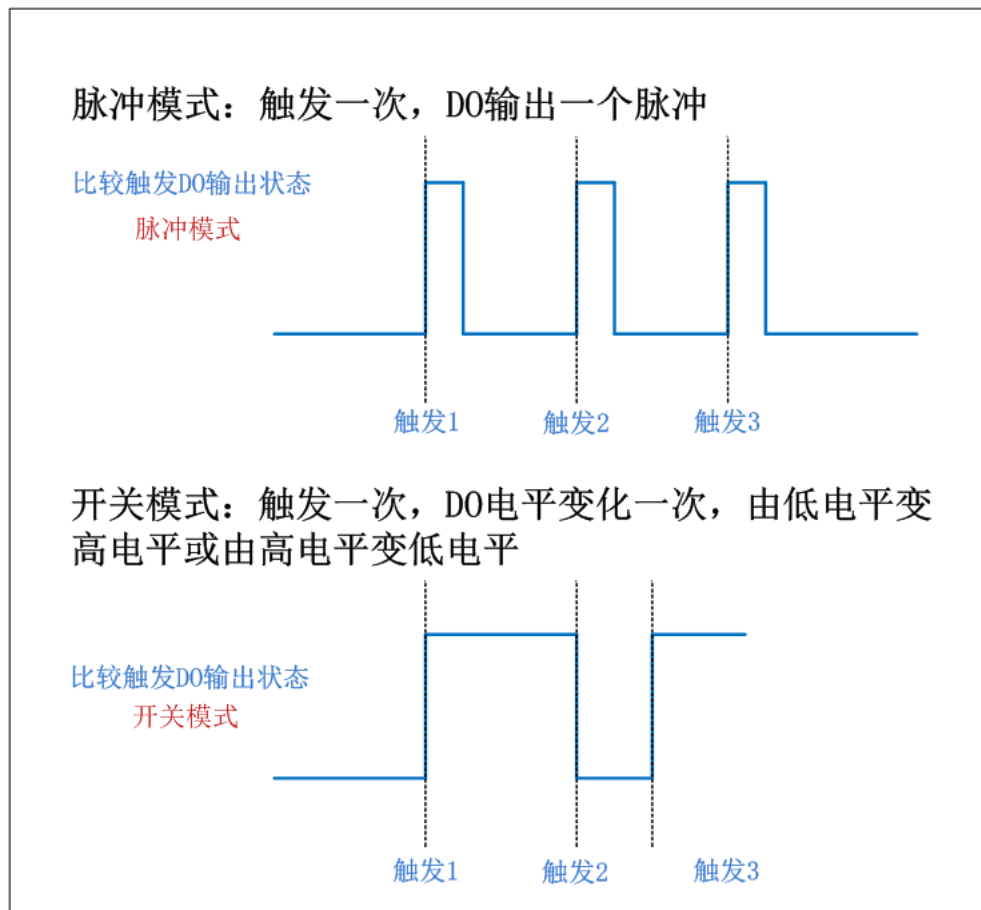 脉冲模式：触发一次，DO输出一个脉冲
比较触发DO输出状态
脉冲模式
触发1
触发2
触发3
开关模式：触发一次，DO电平变化一次，由低电平变
高电平或由高电平变低电平
比较触发DO输出状态
开关模式
触发1
触发2
触发3